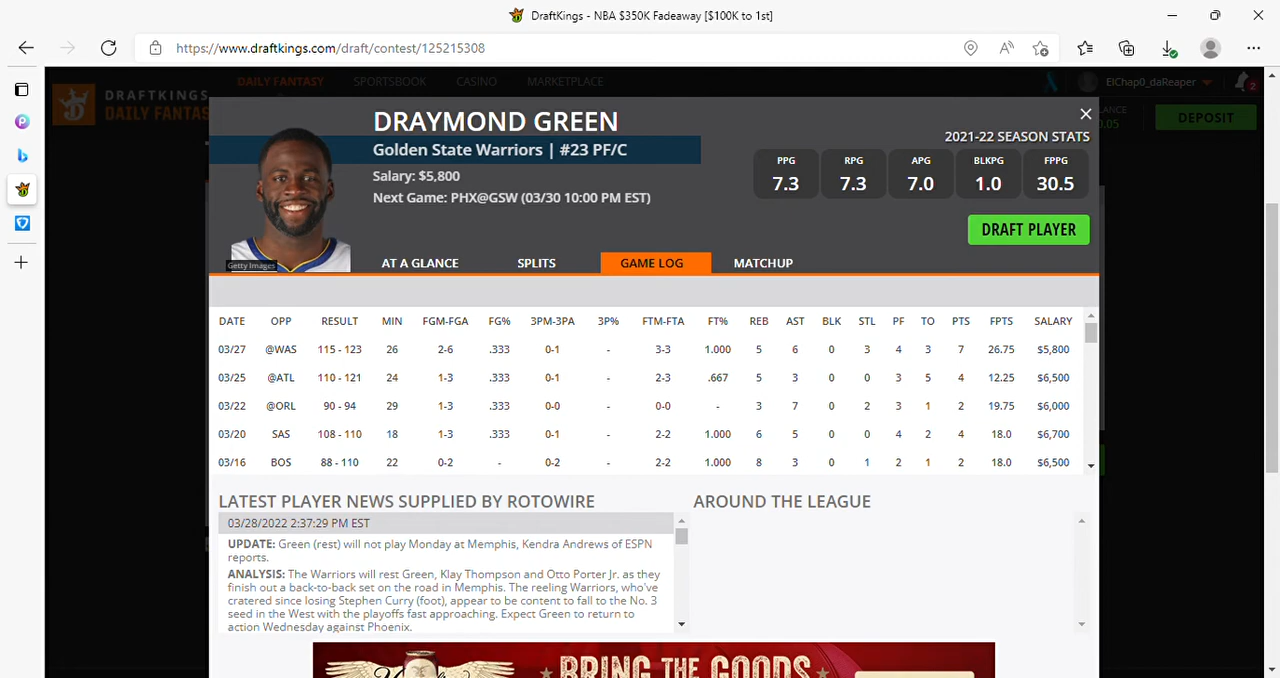 DraftKings - NBA $350K Fadeaway [$100K to 1st]
https://www.draftkings.com/draft/contest/125215308
DAILY FANTASY SPORTSBOOK CASINO MARKETPLACE
DRAFTKINGS
DAILY FANTAS
ElChap0_daReaper
2
LANCE
0.05
DEPOSIT
DRAYMOND GREEN
Golden State Warriors | #23 PF/C
Salary: $5,800
Next Game: PHX@GSW (03/30 10:00 PM EST)
Getty Images
2021-22 SEASON STATS
PPG RPG APG BLKPG FPPG
7.3 7.3 7.0 1.0 30.5
DRAFT PLAYER
AT A GLANCE SPLITS GAME LOG MATCHUP
DATE OPP RESULT MIN FGM-FGA FG% 3PM-3PA 3P% FTM-FTA FT% REB AST BLK STL PF TO PTS FPTS SALARY
03/27 @WAS 115 - 123 26 2-6 .333 0-1 - 3-3 1.000 5 6 0 3 4 3 7 26.75 $5,800
03/25 @ATL 110 - 121 24 1-3 .333 0-1 - 2-3 .667 5 3 0 0 3 5 4 12.25 $6,500
03/22 @ORL 90 - 94 29 1-3 .333 0-0 - 0-0 - 3 7 0 2 3 1 2 19.75 $6,000
03/20 SAS 108 - 110 18 1-3 .333 0-1 - 2-2 1.000 6 5 0 0 4 2 4 18.0 $6,700
03/16 BOS 88 - 110 22 0-2 - 0-2 - 2-2 1.000 8 3 0 1 2 1 2 18.0 $6,500
LATEST PLAYER NEWS SUPPLIED BY ROTOWIRE
03/28/2022 2:37:29 PM EST
UPDATE: Green (rest) will not play Monday at Memphis, Kendra Andrews of ESPN
reports.
ANALYSIS: The Warriors will rest Green, Klay Thompson and Otto Porter Jr. as they
finish out a back-to-back set on the road in Memphis. The reeling Warriors, who've
cratered since losing Stephen Curry (foot), appear to be content to fall to the No. 3
seed in the West with the playoffs fast approaching. Expect Green to return to
action Wednesday against Phoenix.
AROUND THE LEAGUE
BRING THE GOODS